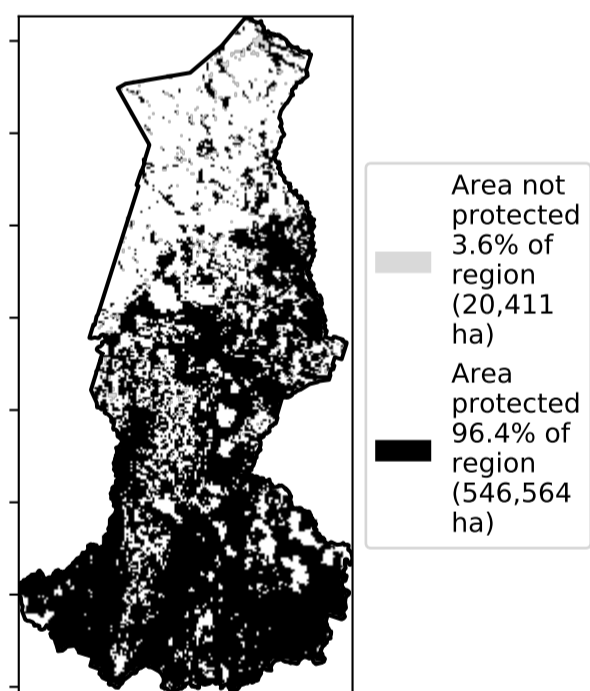 Area not
protected
3.6% of
region
(20,411
ha)
Area
protected
96.4% of
region
(546,564
ha)